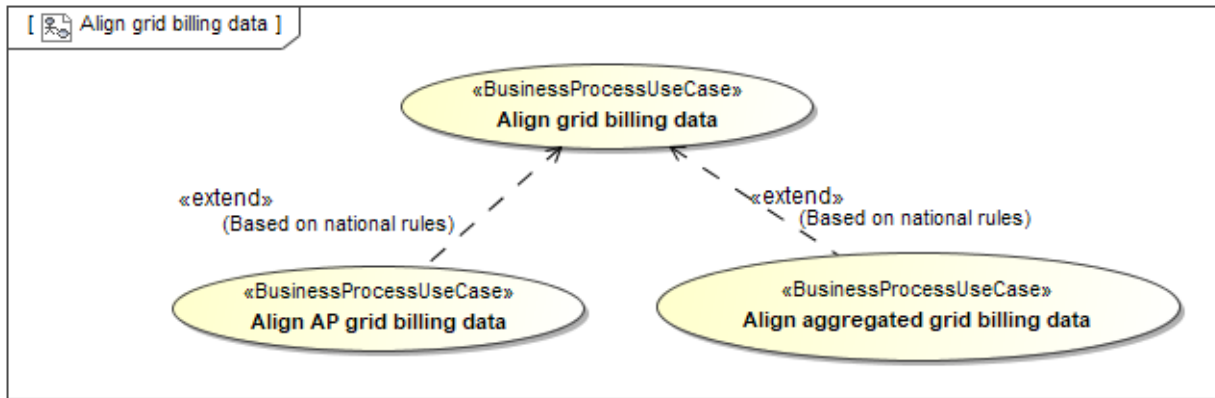 [ Align grid billing data ]
«BusinessProcessUseCase»
Align grid billing data
«extend»
(Based on national rules)
«extend»
(Based on national rules)
«BusinessProcessUseCase»
Align AP grid billing data
«BusinessProcessUseCase»
Align aggregated grid billing data